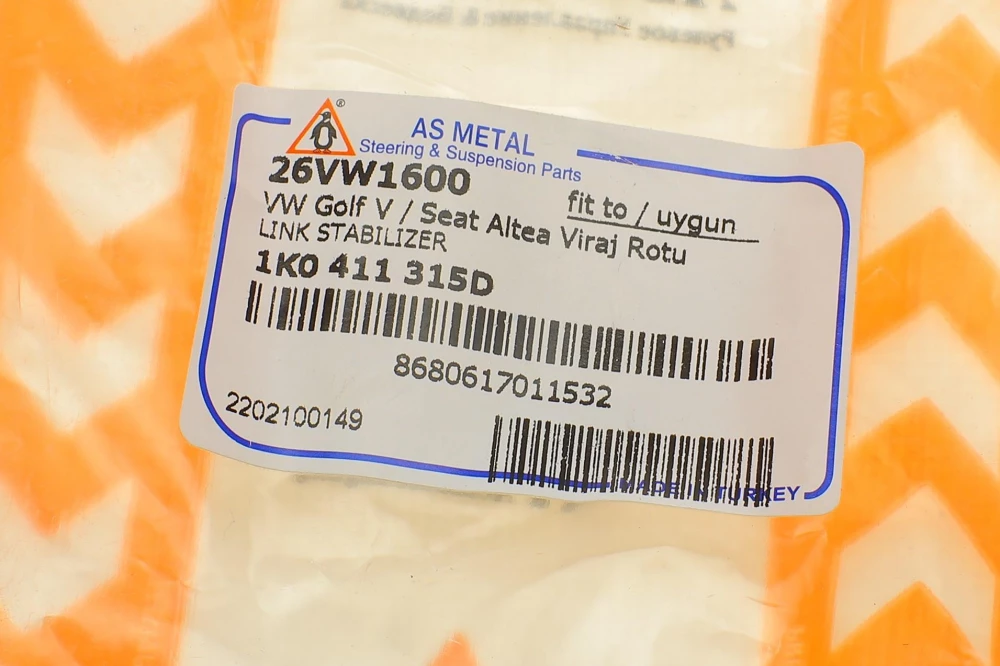 ®
AS METAL
Steering & Suspension Parts
26VW1600
fit to / uygun
VW Golf V / Seat Altea Viraj Rotu
LINK STABILIZER
1K0 411 315D
8680617011532
2202100149
MADE IN TURKEY